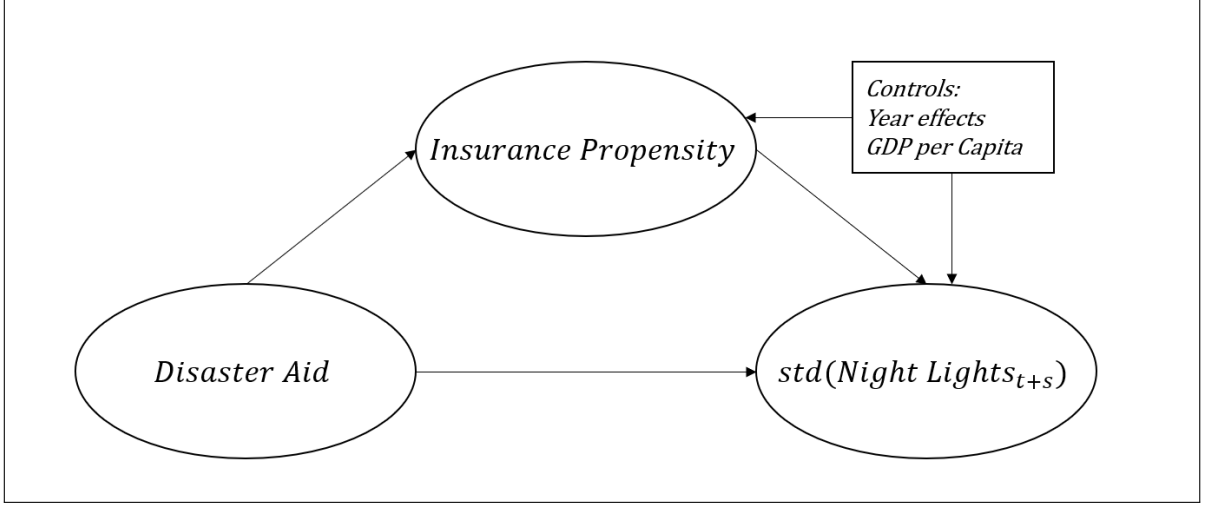 Controls:
Year effects
GDP per Capita
Insurance Propensity
Disaster Aid
std(Night Lights_{t+s})